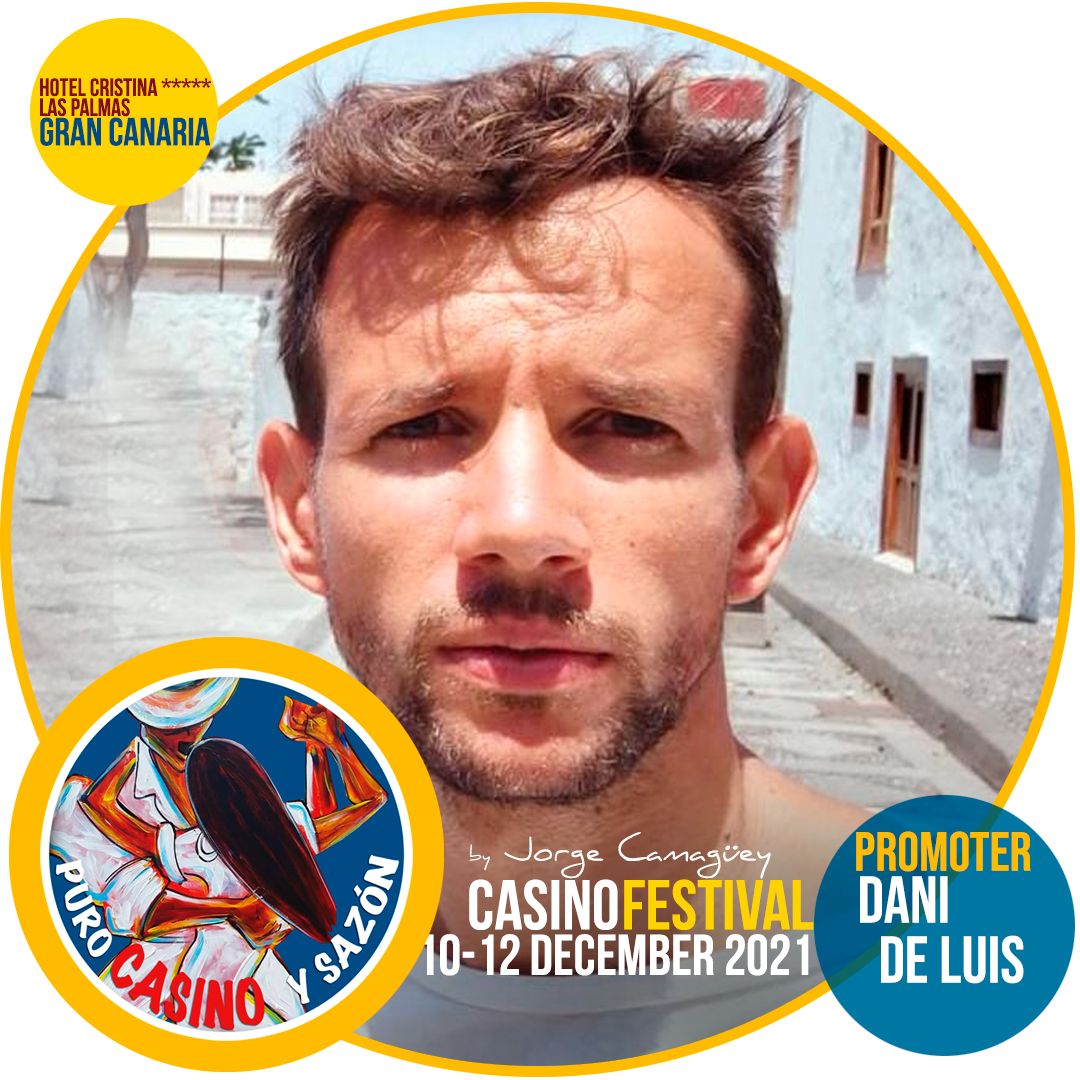 HOTEL CRISTINA *****
LAS PALMAS
GRAN CANARIA
PURO CASINO Y SAZÓN
by Jorge Camagüey
CASINOFESTIVAL
10-12 DECEMBER 2021
PROMOTER
DANI
DE LUIS